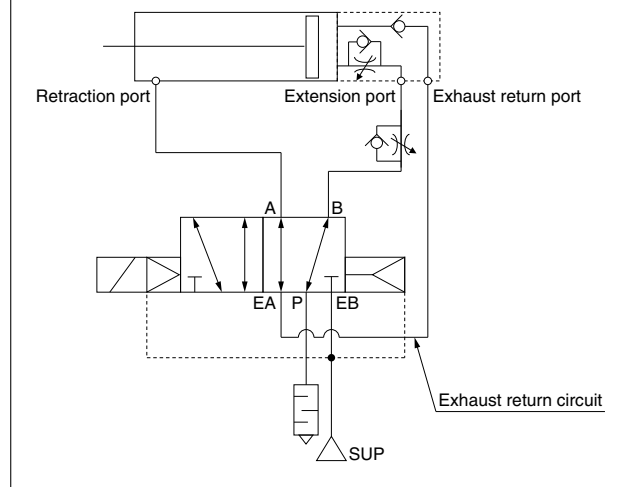 Retraction port
Extension port
Exhaust return port
A
B
EA
P
EB
Exhaust return circuit
SUP